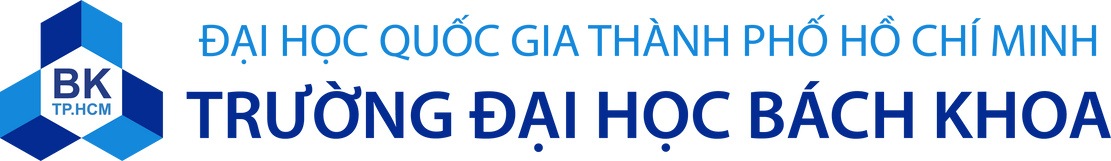 BK
TP.HCM
ĐẠI HỌC QUỐC GIA THÀNH PHỐ HỒ CHÍ MINH
TRƯỜNG ĐẠI HỌC BÁCH KHOA